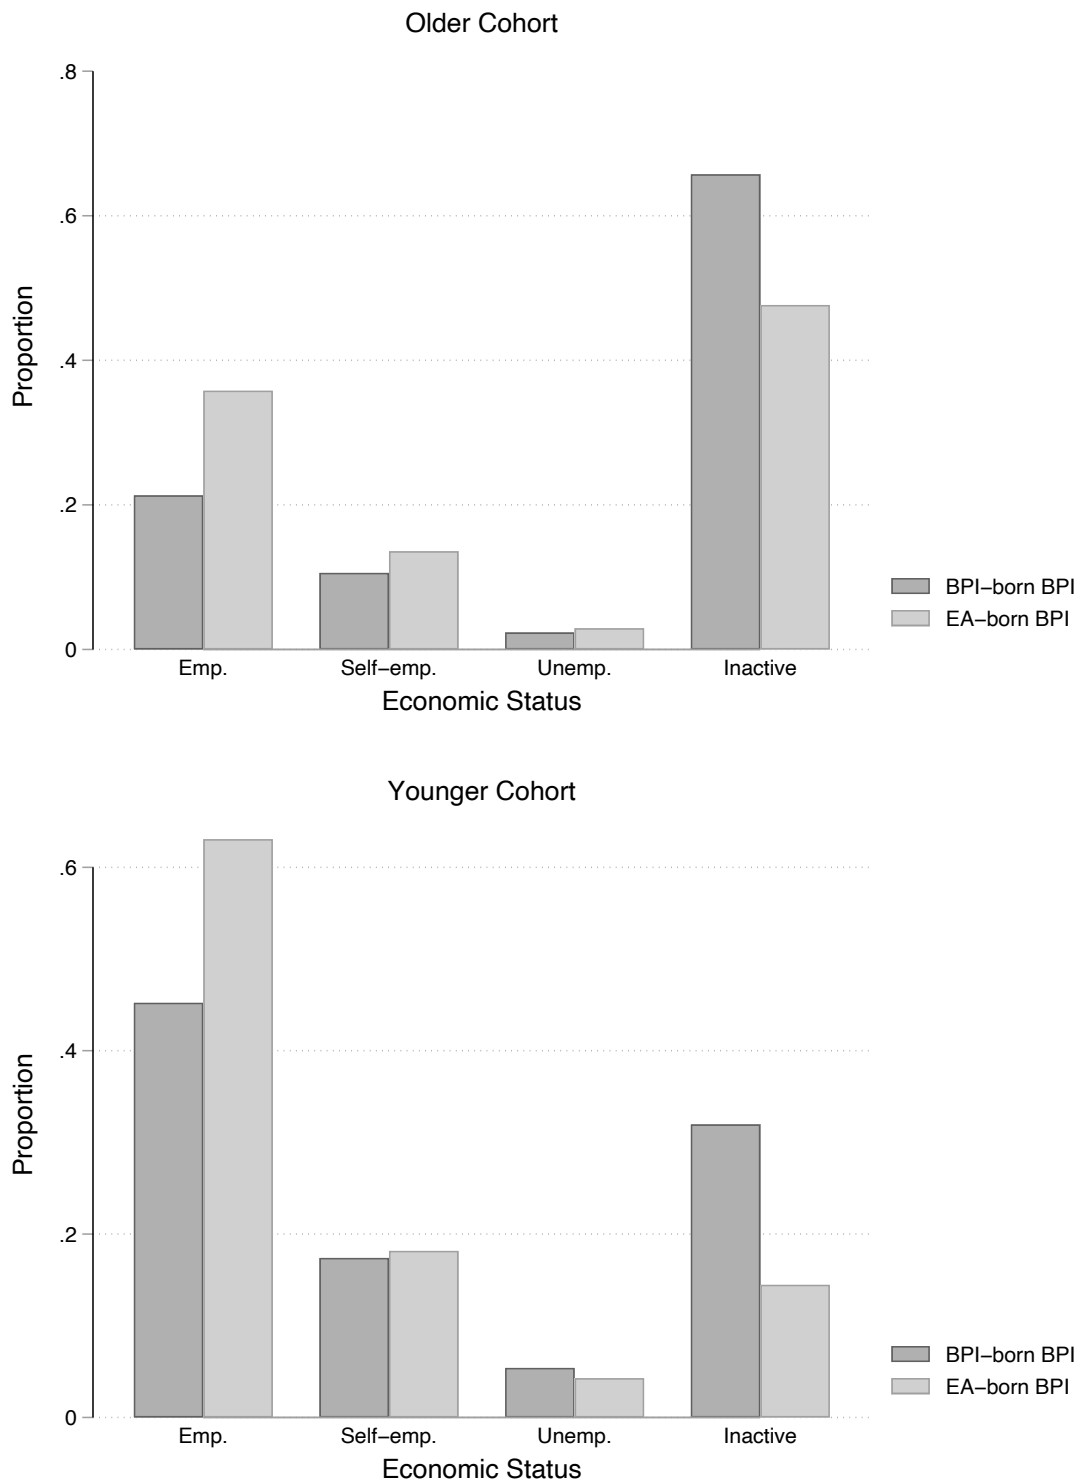 Older Cohort
.8
.6
.4
.2
0
Proportion
Emp. Self-emp. Unemp. Inactive
Economic Status
BPI-born BPI
EA-born BPI
Younger Cohort
.6
.4
.2
0
Proportion
Emp. Self-emp. Unemp. Inactive
Economic Status
BPI-born BPI
EA-born BPI